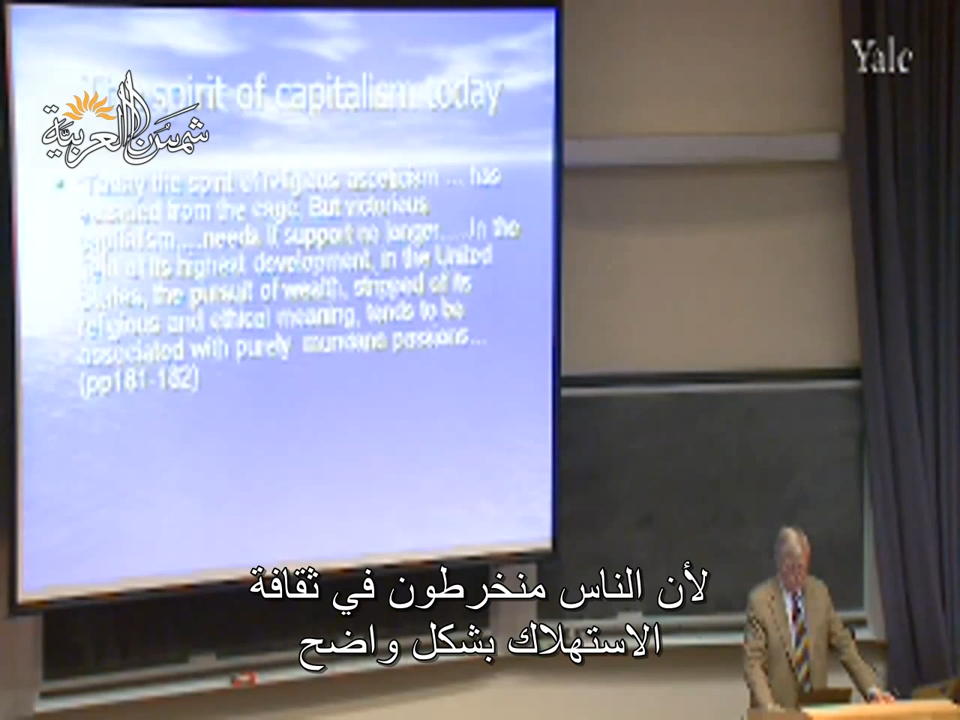 Yale
شمس العربية
The spirit of capitalism today
"Today the spirit of religious asceticism ... has
escaped from the cage. But victorious
capitalism....needs it support no longer....In the
field of its highest development, in the United
States, the pursuit of wealth, stripped of its
religious and ethical meaning, tends to be
associated with purely mundane passions...
(pp181-182)
لأن الناس منخرطون في ثقافة
الاستهلاك بشكل واضح